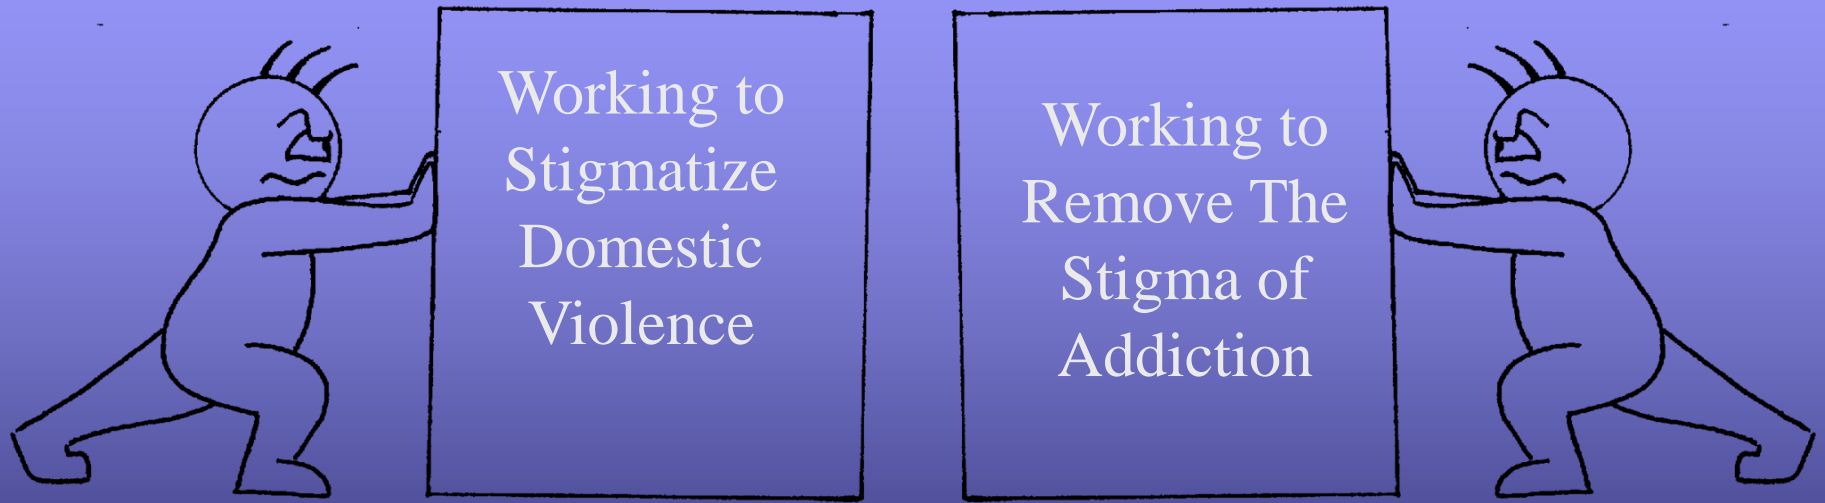 Working to
Stigmatize
Domestic
Violence
Working to
Remove The
Stigma of
Addiction